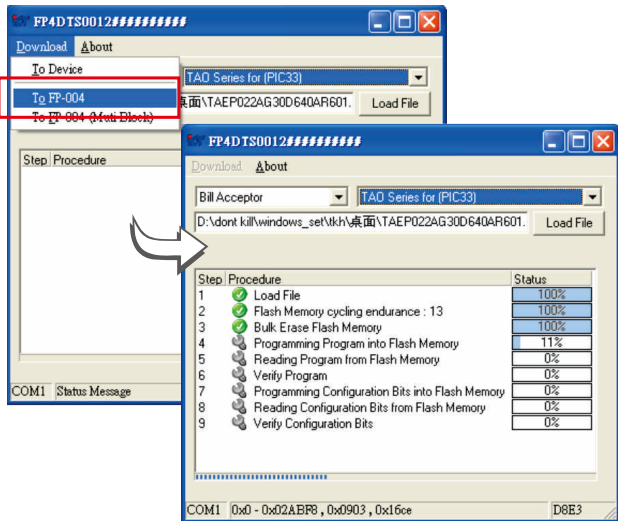 FP4DTS0012##########
Download About
To Device
To FP-004
To FP-004 (Muti Block)
TAO Series for (PIC33)
桌面\TAEP022AG30D640AR601. Load File
Step Procedure
COM1 Status Message
FP4DTS0012##########
Download About
Bill Acceptor TAO Series for (PIC33)
D:\dont kill\windows_set\tkh\桌面\TAEP022AG30D640AR601. Load File
Step Procedure Status
1 Load File 100%
2 Flash Memory cycling endurance : 13 100%
3 Bulk Erase Flash Memory 100%
4 Programming Program into Flash Memory 11%
5 Reading Program from Flash Memory 0%
6 Verify Program 0%
7 Programming Configuration Bits into Flash Memory 0%
8 Reading Configuration Bits from Flash Memory 0%
9 Verify Configuration Bits 0%
COM1 0x0 - 0x02ABF8 , 0x0903 , 0x16ce D8E3